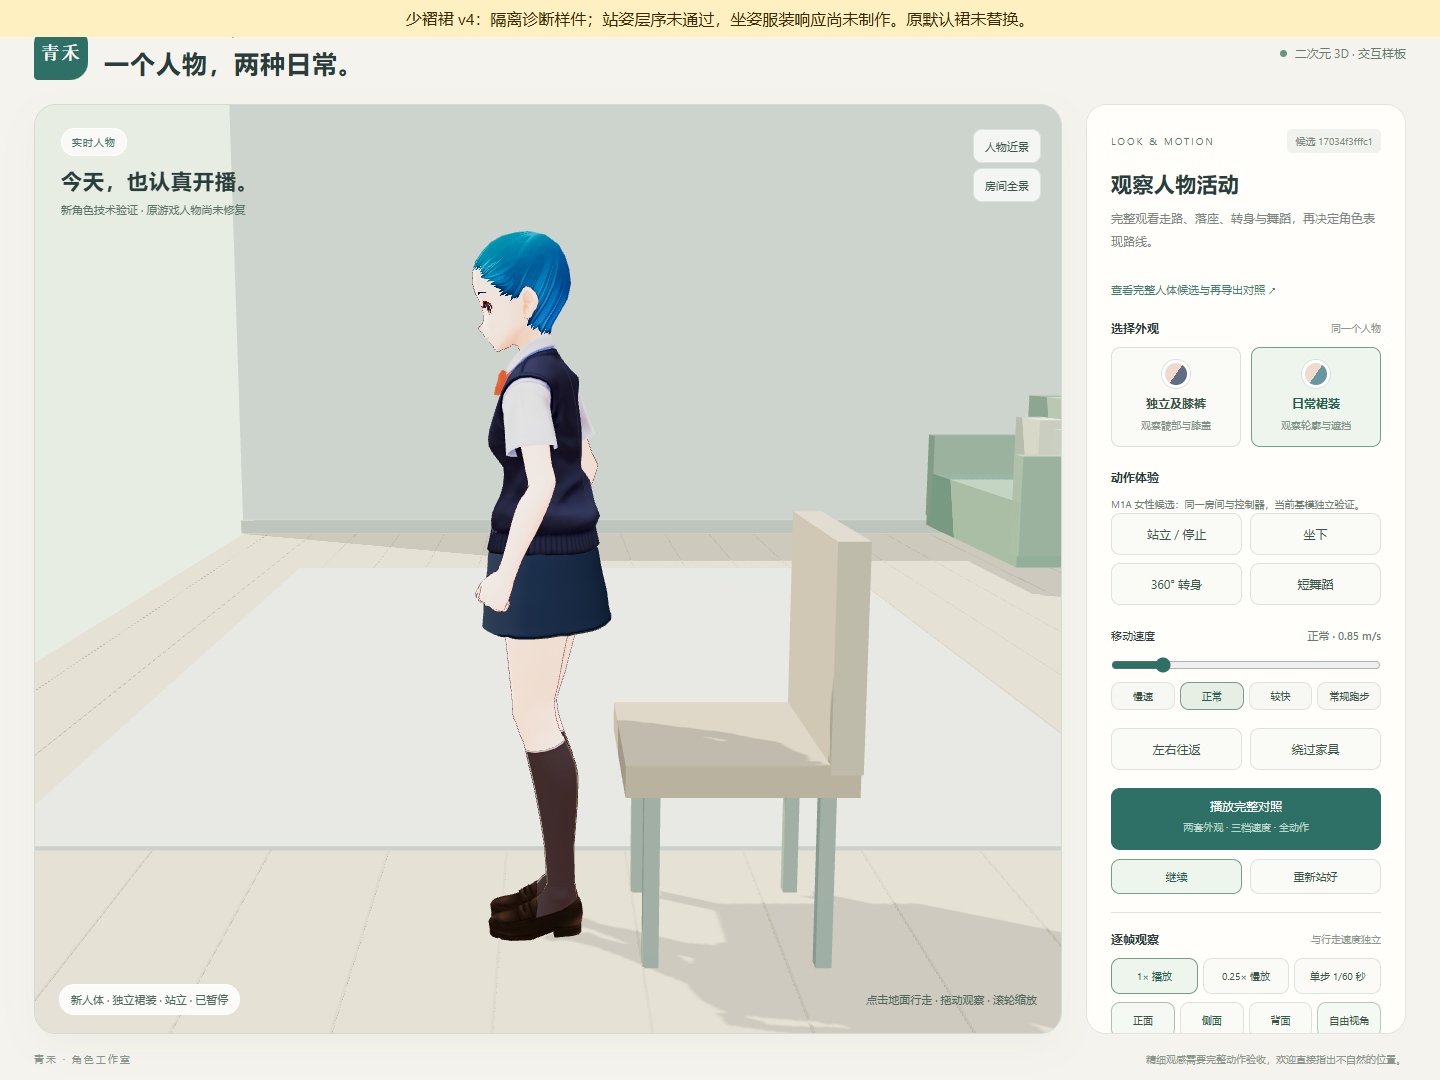 少褶裙 v4：隔离诊断样件；站姿层序未通过，坐姿服装响应尚未制作。原默认裙未替换。
青禾
一个人物，两种日常。
二次元 3D · 交互样板
实时人物
今天，也认真开播。
新角色技术验证 · 原游戏人物尚未修复
人物近景
房间全景
新人体 · 独立裙装 · 站立 · 已暂停
点击地面行走 · 拖动观察 · 滚轮缩放
LOOK & MOTION
候选 17034f3fffc1
观察人物活动
完整观看走路、落座、转身与舞蹈，再决定角色表
现路线。
查看完整人体候选与再导出对照 ↗
选择外观
同一个人物
独立及膝裤
观察髋部与膝盖
日常裙装
观察轮廓与遮挡
动作体验
M1A 女性候选：同一房间与控制器，当前基模独立验证。
站立 / 停止
坐下
360° 转身
短舞蹈
移动速度
正常 · 0.85 m/s
慢速
正常
较快
常规跑步
左右往返
绕过家具
播放完整对照
两套外观 · 三档速度 · 全动作
继续
重新站好
逐帧观察
与行走速度独立
1× 播放
0.25× 慢放
单步 1/60 秒
正面
侧面
背面
自由视角
青禾 · 角色工作室
精细观感需要完整动作验收，欢迎直接指出不自然的位置。